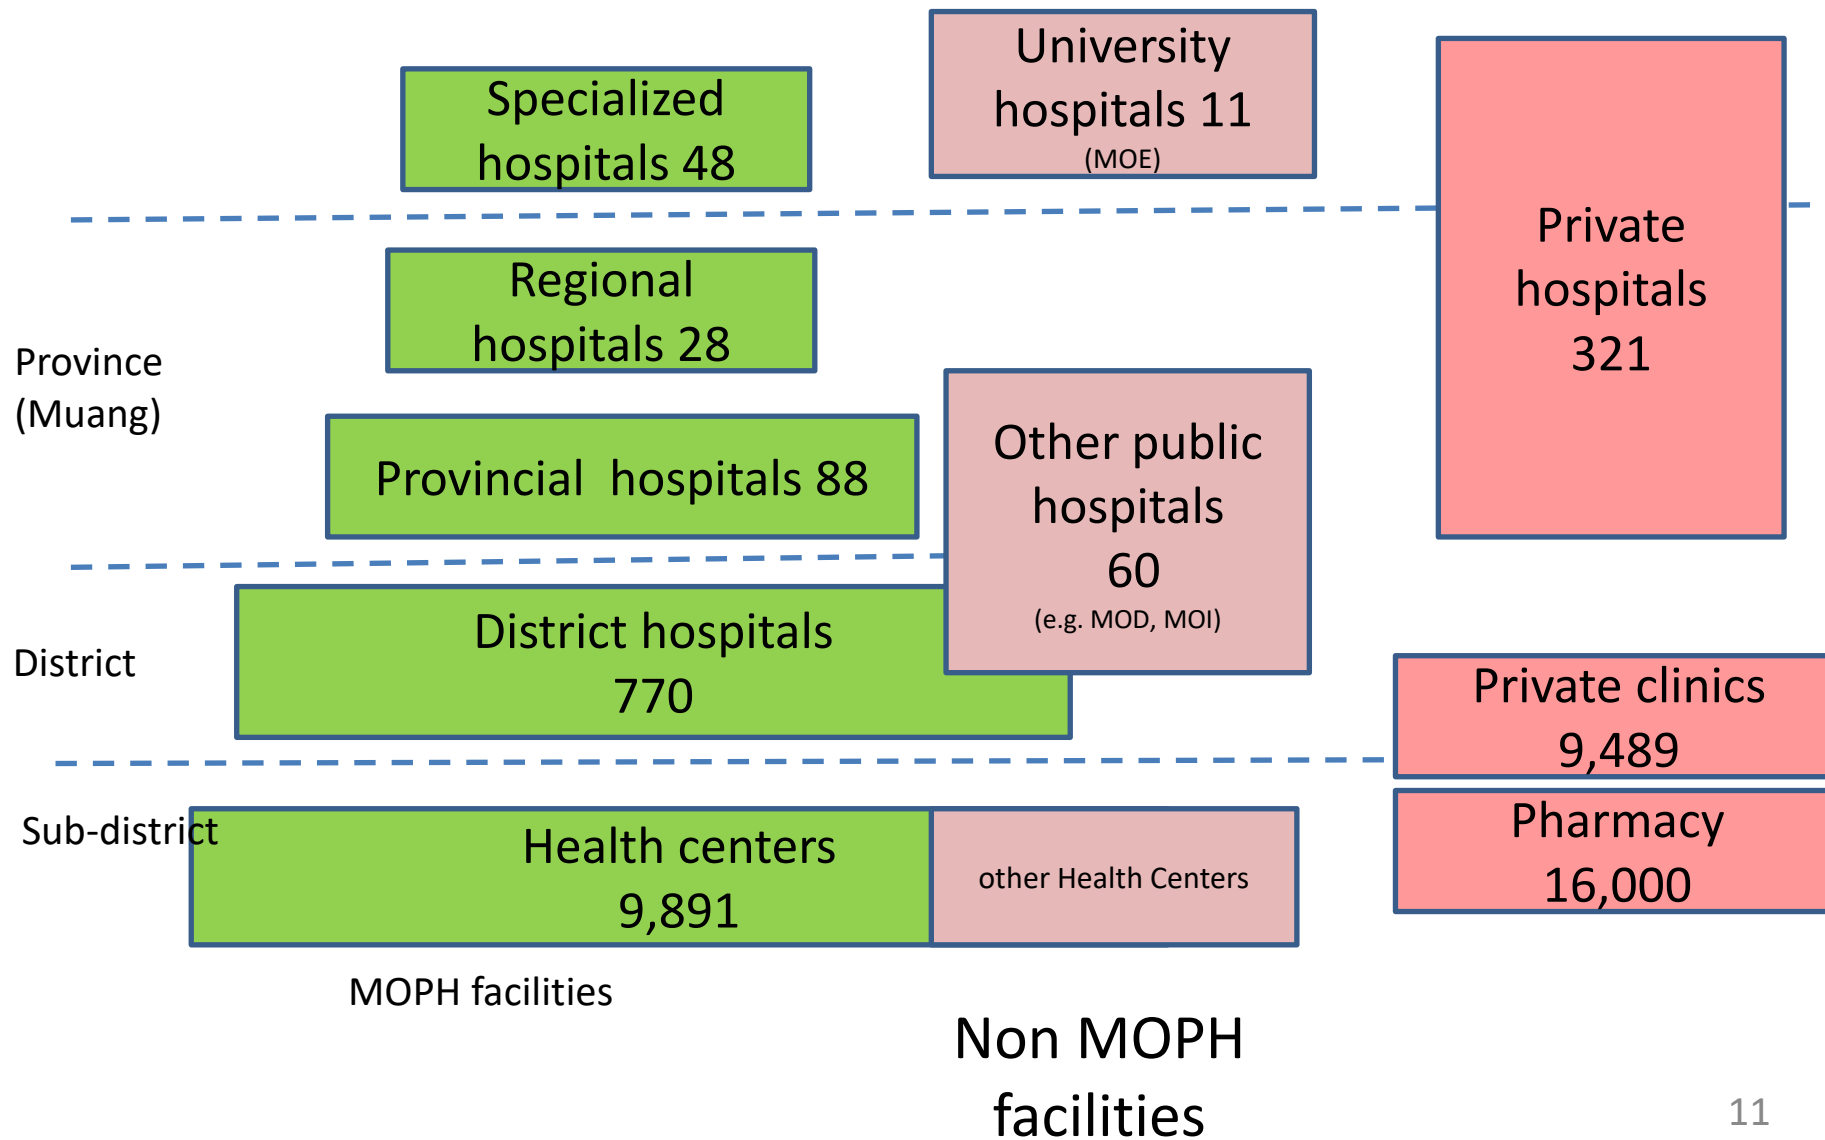 Specialized
hospitals 48
University
hospitals 11
(MOE)
Private
hospitals
321
Province
(Muang)
Regional
hospitals 28
Provincial hospitals 88
Other public
hospitals
60
(e.g. MOD, MOI)
District
District hospitals
770
Private clinics
9,489
Sub-district
Health centers
9,891
other Health Centers
Pharmacy
16,000
MOPH facilities
Non MOPH
facilities
11